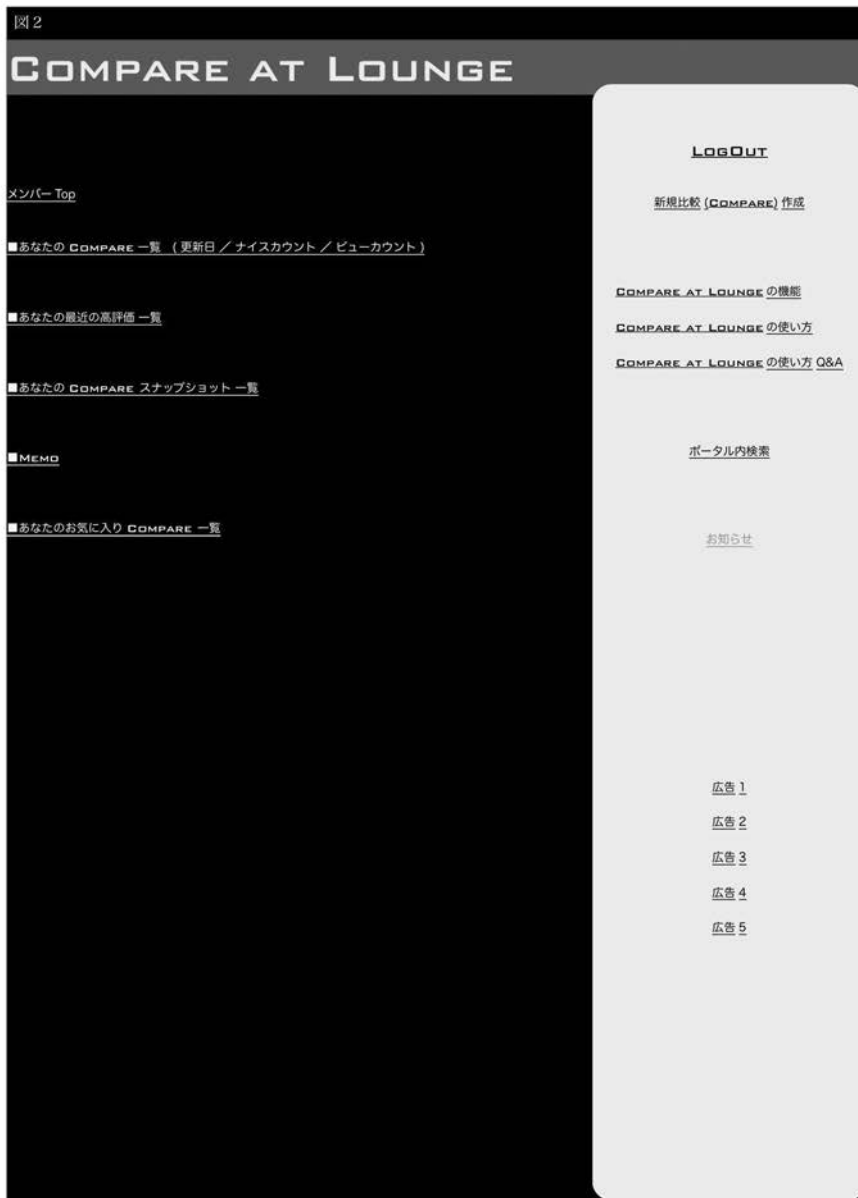 図2
COMPARE AT LOUNGE
メンバー Top
■あなたの COMPARE 一覧 ( 更新日 ／ ナイスカウント ／ ビューカウント )
■あなたの最近の高評価 一覧
■あなたの COMPARE スナップショット 一覧
■MEMO
■あなたのお気に入り COMPARE 一覧
LOGOUT
新規比較 (COMPARE) 作成
COMPARE AT LOUNGE の機能
COMPARE AT LOUNGE の使い方
COMPARE AT LOUNGE の使い方 Q&A
ポータル内検索
お知らせ
広告 1
広告 2
広告 3
広告 4
広告 5